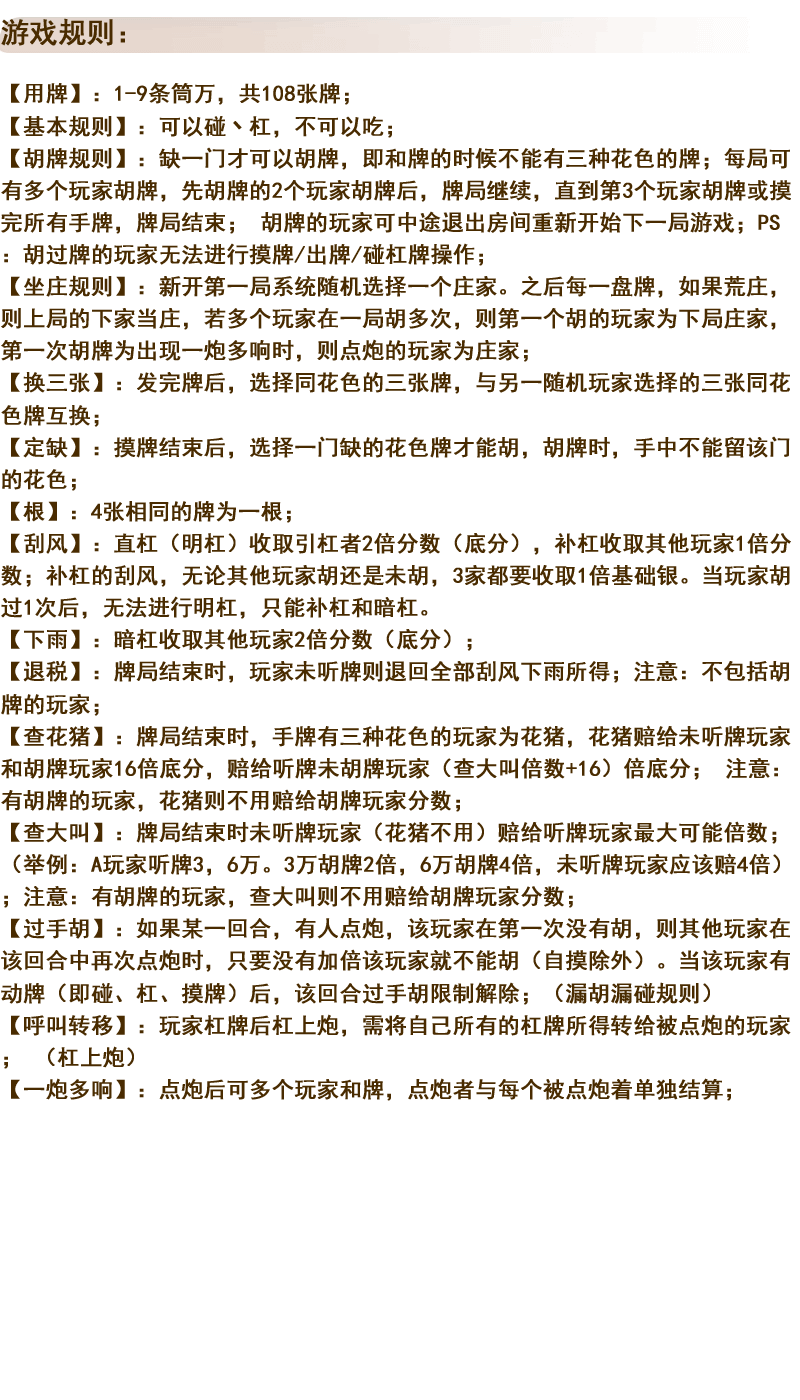 游戏规则：
【用牌】：1-9条筒万，共108张牌；
【基本规则】：可以碰丶杠，不可以吃；
【胡牌规则】：缺一门才可以胡牌，即和牌的时候不能有三种花色的牌；每局可
有多个玩家胡牌，先胡牌的2个玩家胡牌后，牌局继续，直到第3个玩家胡牌或摸
完所有手牌，牌局结束； 胡牌的玩家可中途退出房间重新开始下一局游戏；PS
：胡过牌的玩家无法进行摸牌/出牌/碰杠牌操作；
【坐庄规则】：新开第一局系统随机选择一个庄家。之后每一盘牌，如果荒庄，
则上局的下家当庄，若多个玩家在一局胡多次，则第一个胡的玩家为下局庄家，
第一次胡牌为出现一炮多响时，则点炮的玩家为庄家；
【换三张】：发完牌后，选择同花色的三张牌，与另一随机玩家选择的三张同花
色牌互换；
【定缺】：摸牌结束后，选择一门缺的花色牌才能胡，胡牌时，手中不能留该门
的花色；
【根】：4张相同的牌为一根；
【刮风】：直杠（明杠）收取引杠者2倍分数（底分），补杠收取其他玩家1倍分
数；补杠的刮风，无论其他玩家胡还是未胡，3家都要收取1倍基础银。当玩家胡
过1次后，无法进行明杠，只能补杠和暗杠。
【下雨】：暗杠收取其他玩家2倍分数（底分）；
【退税】：牌局结束时，玩家未听牌则退回全部刮风下雨所得；注意：不包括胡
牌的玩家；
【查花猪】：牌局结束时，手牌有三种花色的玩家为花猪，花猪赔给未听牌玩家
和胡牌玩家16倍底分，赔给听牌未胡牌玩家（查大叫倍数+16）倍底分； 注意：
有胡牌的玩家，花猪则不用赔给胡牌玩家分数；
【查大叫】：牌局结束时未听牌玩家（花猪不用）赔给听牌玩家最大可能倍数；
（举例：A玩家听牌3，6万。3万胡牌2倍，6万胡牌4倍，未听牌玩家应该赔4倍）
；注意：有胡牌的玩家，查大叫则不用赔给胡牌玩家分数；
【过手胡】：如果某一回合，有人点炮，该玩家在第一次没有胡，则其他玩家在
该回合中再次点炮时，只要没有加倍该玩家就不能胡（自摸除外）。当该玩家有
动牌（即碰、杠、摸牌）后，该回合过手胡限制解除；（漏胡漏碰规则）
【呼叫转移】：玩家杠牌后杠上炮，需将自己所有的杠牌所得转给被点炮的玩家
； （杠上炮）
【一炮多响】：点炮后可多个玩家和牌，点炮者与每个被点炮着单独结算；